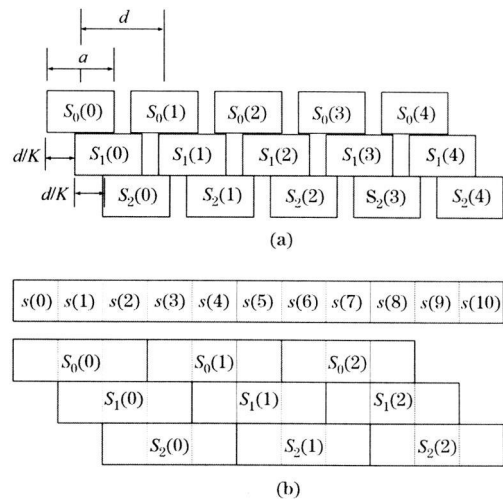 d
a
S₀(0) S₀(1) S₀(2) S₀(3) S₀(4)
d/K S₁(0) S₁(1) S₁(2) S₁(3) S₁(4)
d/K S₂(0) S₂(1) S₂(2) S₂(3) S₂(4)
(a)
s(0) s(1) s(2) s(3) s(4) s(5) s(6) s(7) s(8) s(9) s(10)
S₀(0) S₀(1) S₀(2)
S₁(0) S₁(1) S₁(2)
S₂(0) S₂(1) S₂(2)
(b)